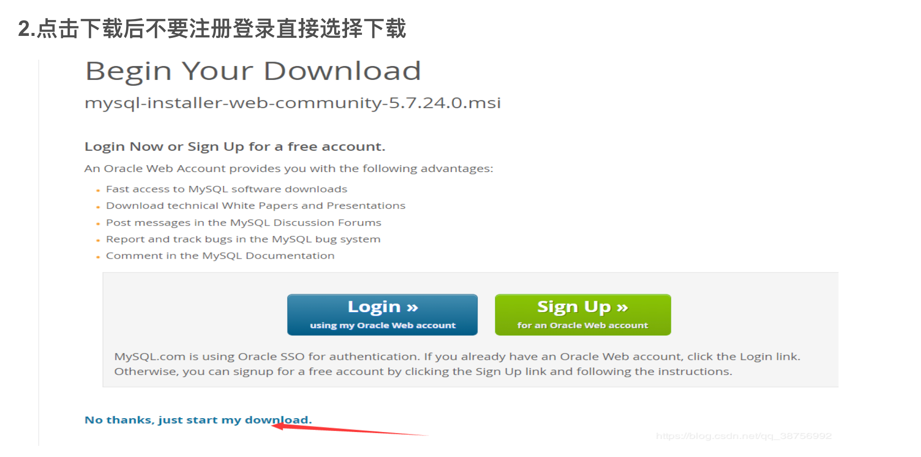 2.点击下载后不要注册登录直接选择下载
Begin Your Download
mysql-installer-web-community-5.7.24.0.msi
Login Now or Sign Up for a free account.
An Oracle Web Account provides you with the following advantages:
Fast access to MySQL software downloads
Download technical White Papers and Presentations
Post messages in the MySQL Discussion Forums
Report and track bugs in the MySQL bug system
Comment in the MySQL Documentation
Login »
using my Oracle Web account
Sign Up »
for an Oracle Web account
MySQL.com is using Oracle SSO for authentication. If you already have an Oracle Web account, click the Login link.
Otherwise, you can signup for a free account by clicking the Sign Up link and following the instructions.
No thanks, just start my download.
https://blog.csdn.net/qq_38756992